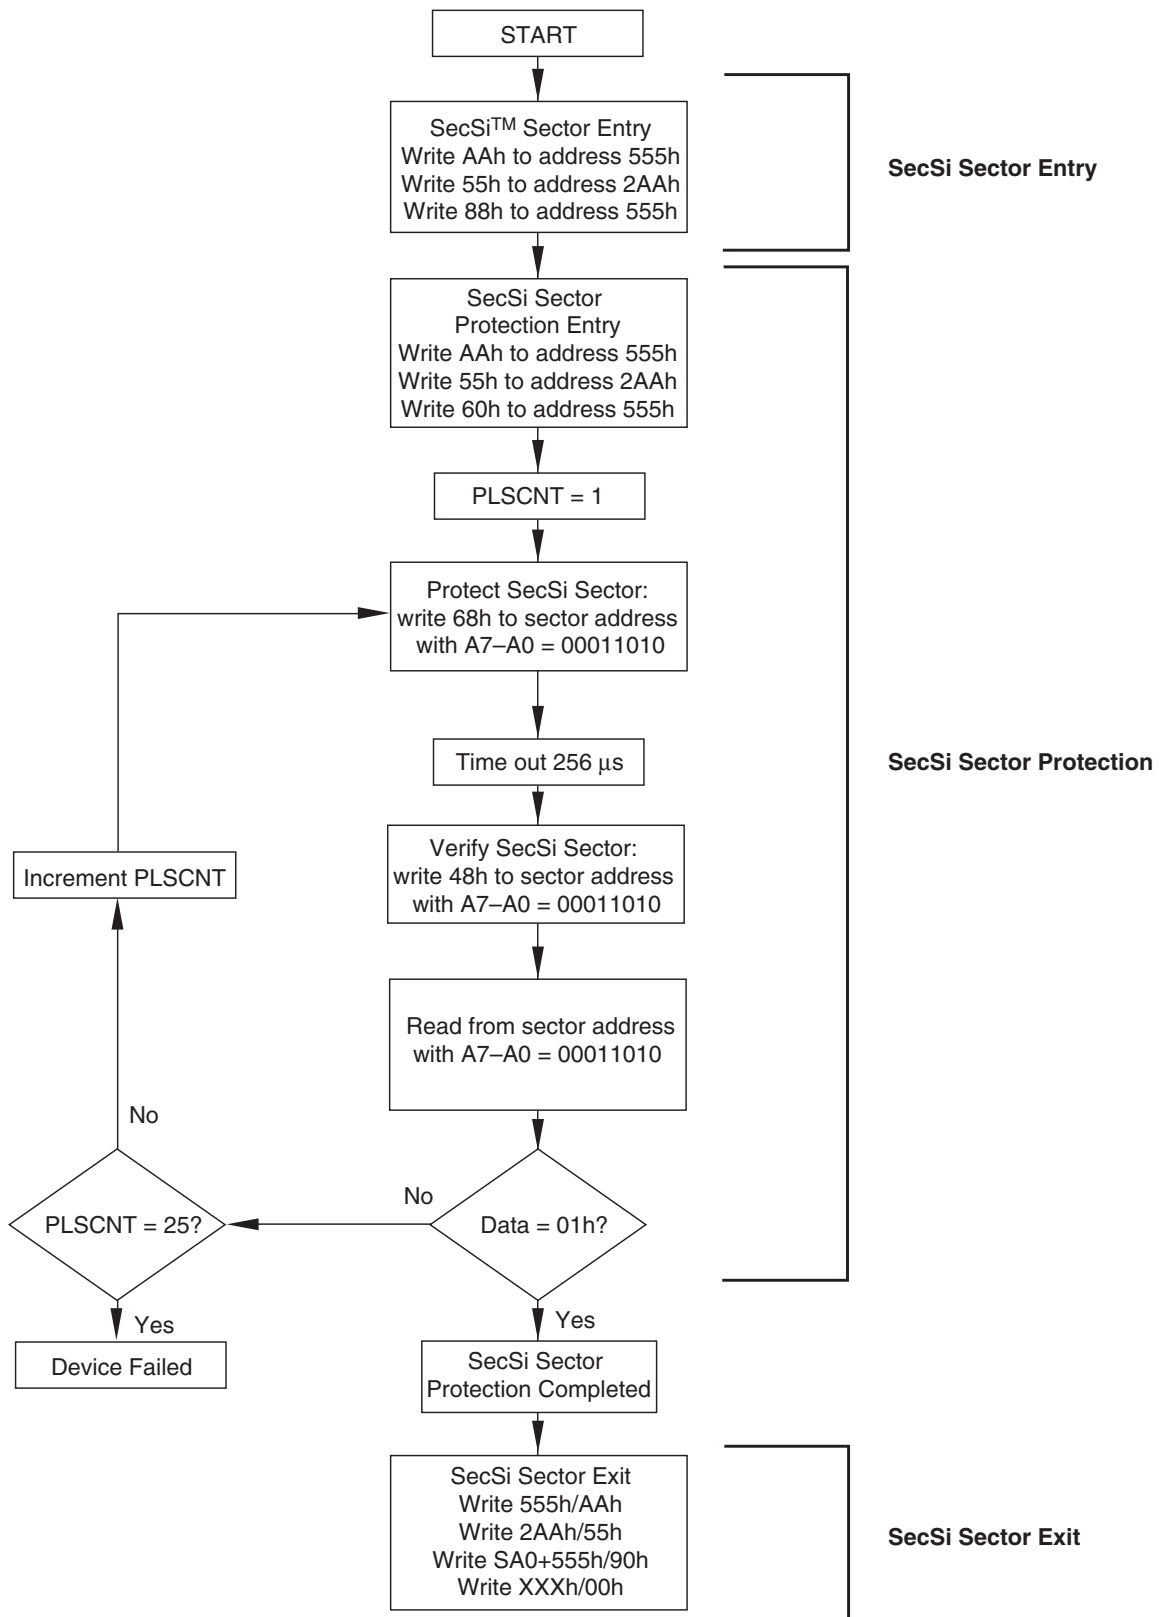 START
SecSi™ Sector Entry
Write AAh to address 555h
Write 55h to address 2AAh
Write 88h to address 555h
SecSi Sector Entry
SecSi Sector
Protection Entry
Write AAh to address 555h
Write 55h to address 2AAh
Write 60h to address 555h
PLSCNT = 1
Protect SecSi Sector:
write 68h to sector address
with A7–A0 = 00011010
Time out 256 μs
SecSi Sector Protection
Verify SecSi Sector:
write 48h to sector address
with A7–A0 = 00011010
Increment PLSCNT
Read from sector address
with A7–A0 = 00011010
No
No
PLSCNT = 25?
Data = 01h?
Yes
Yes
Device Failed
SecSi Sector
Protection Completed
SecSi Sector Exit
Write 555h/AAh
Write 2AAh/55h
Write SA0+555h/90h
Write XXXh/00h
SecSi Sector Exit